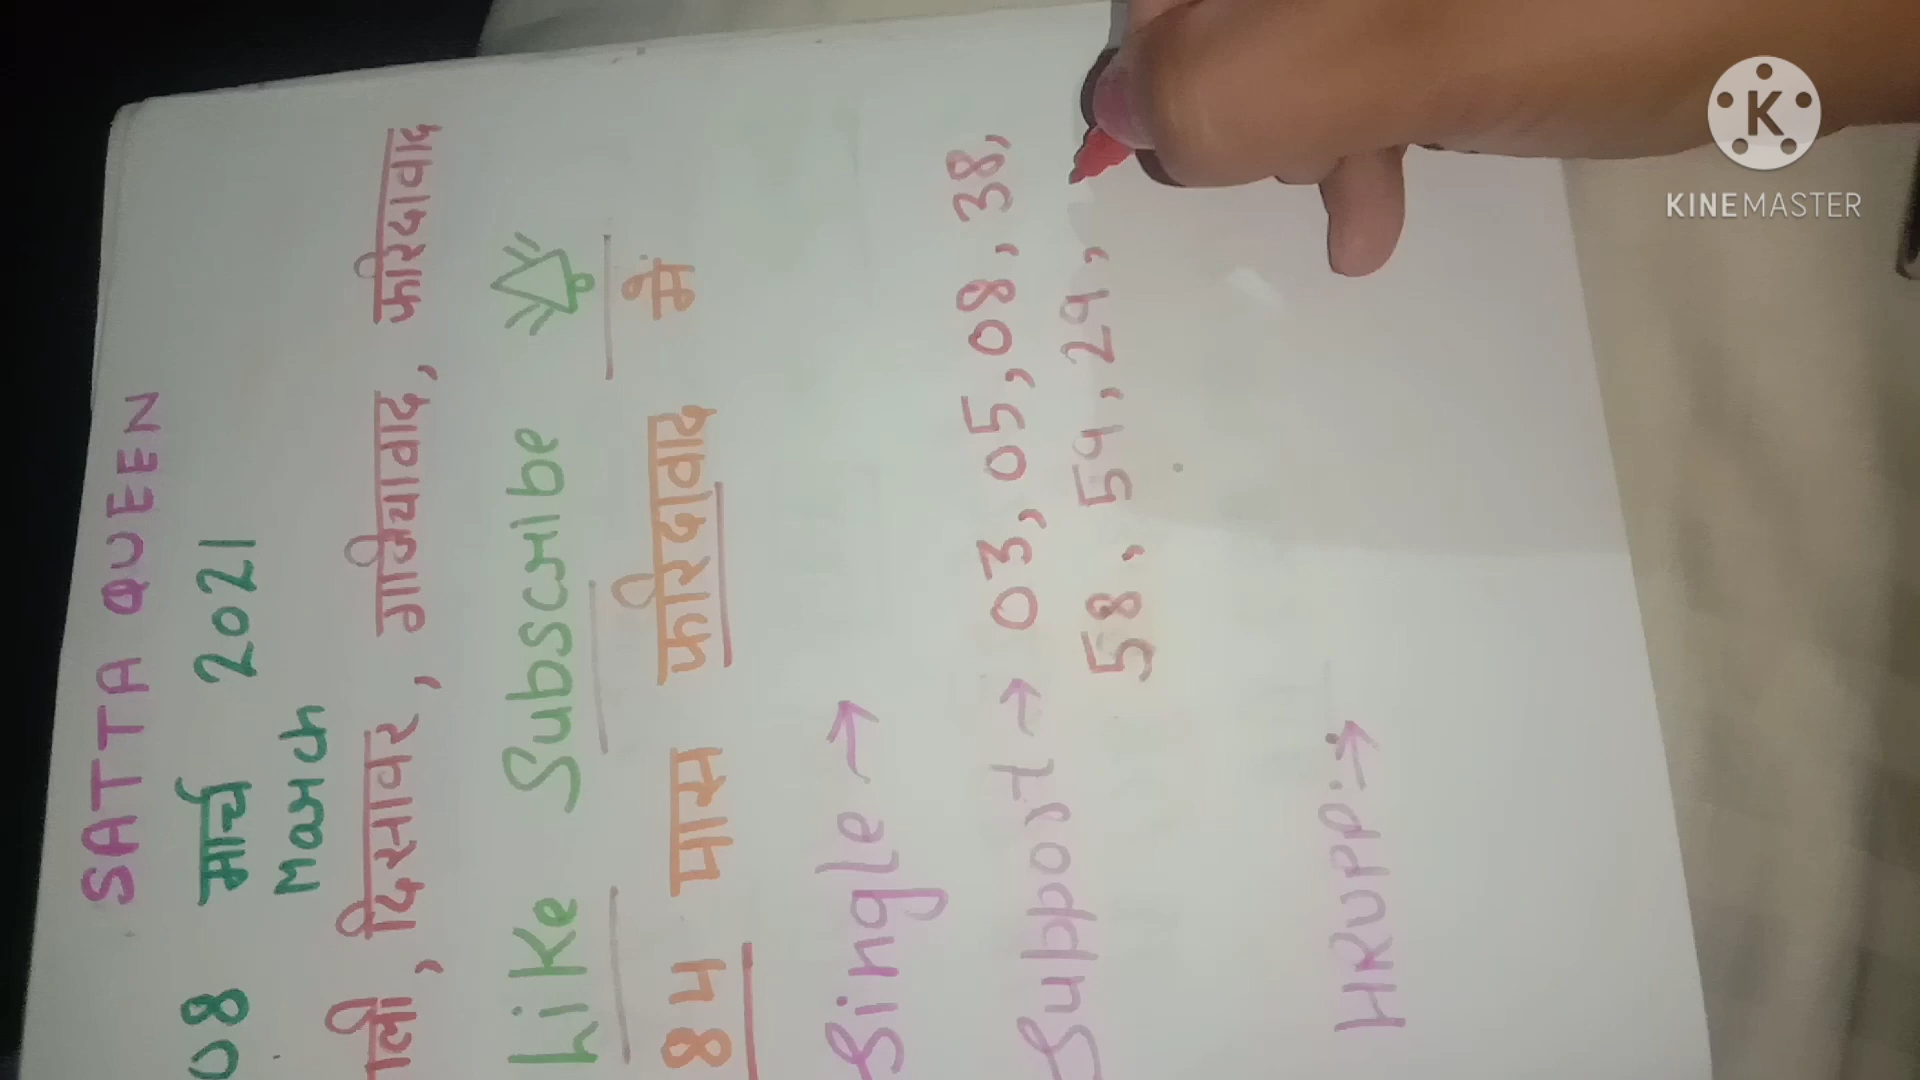 SATTA QUEEN
08 मार्च 2021
March
ली, दिसावर, गाजियाबाद, फरिदाबाद
Like Subscribe
84 पास फरिदाबाद मे
Single →
Support → 03, 05, 08, 38,
58, 59, 29,
HRUPP:→
K
KINEMASTER